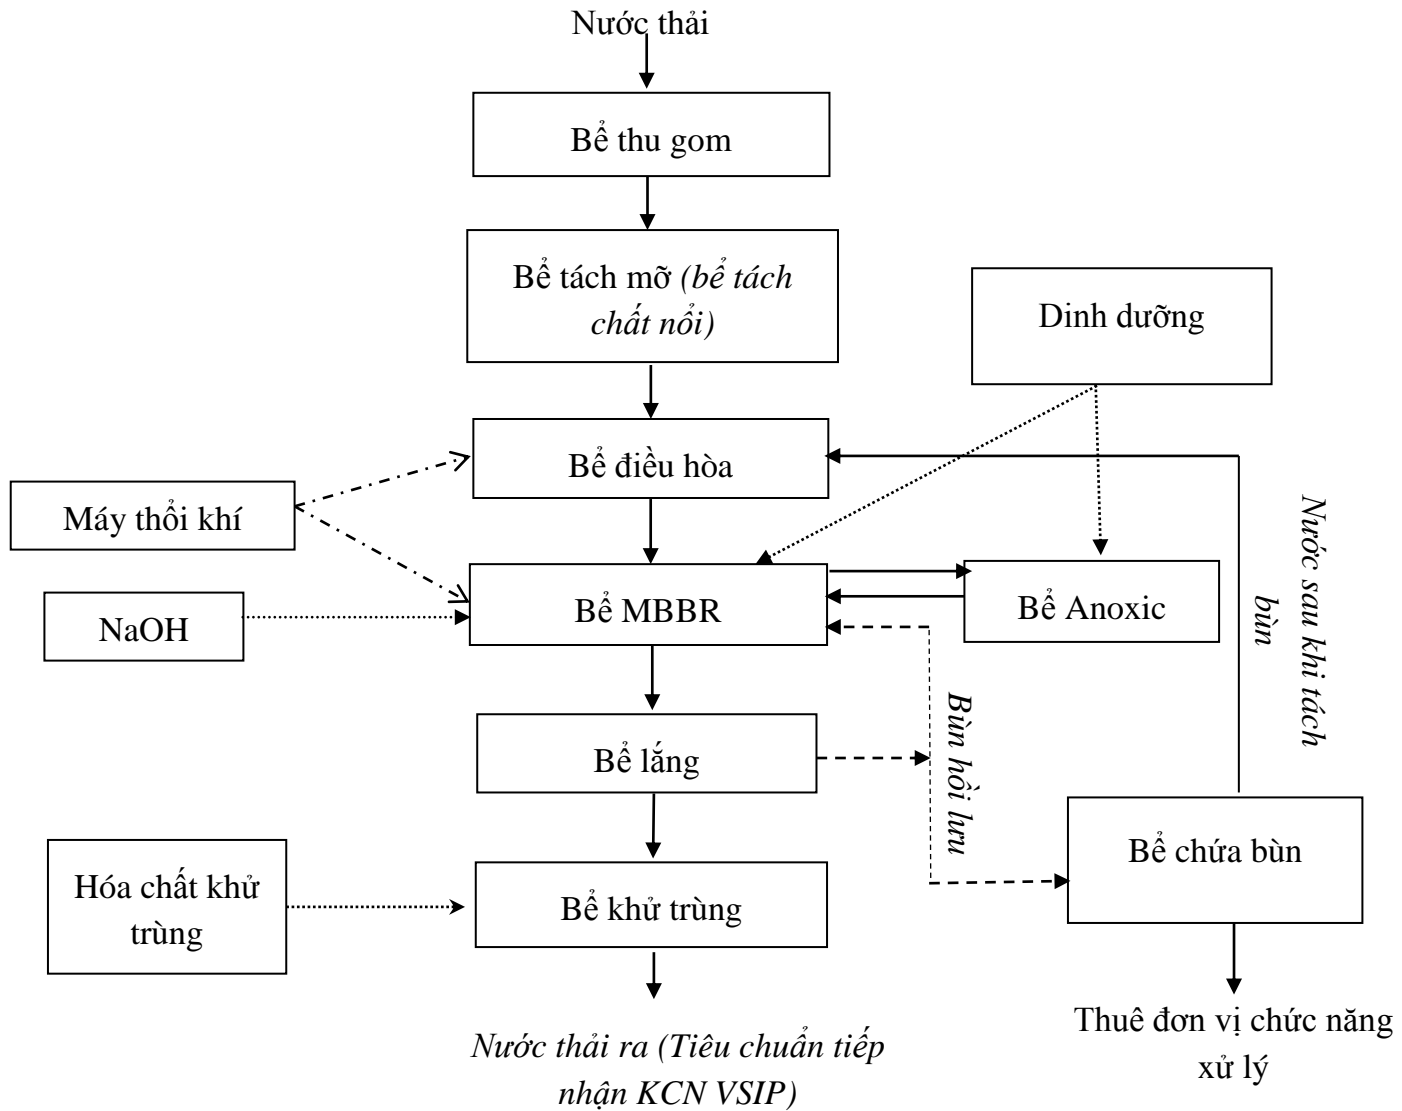 Nước thải
Bể thu gom
Bể tách mỡ (bể tách
chất nổi)
Dinh dưỡng
Bể điều hòa
Máy thổi khí
Bể MBBR
Bể Anoxic
NaOH
Nước sau khi tách
bùn
Bể lắng
Bùn hồi lưu
Bể chứa bùn
Hóa chất khử
trùng
Bể khử trùng
Thuê đơn vị chức năng
xử lý
Nước thải ra (Tiêu chuẩn tiếp
nhận KCN VSIP)